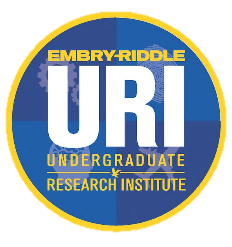 EMBRY-RIDDLE
URI
UNDERGRADUATE
RESEARCH INSTITUTE